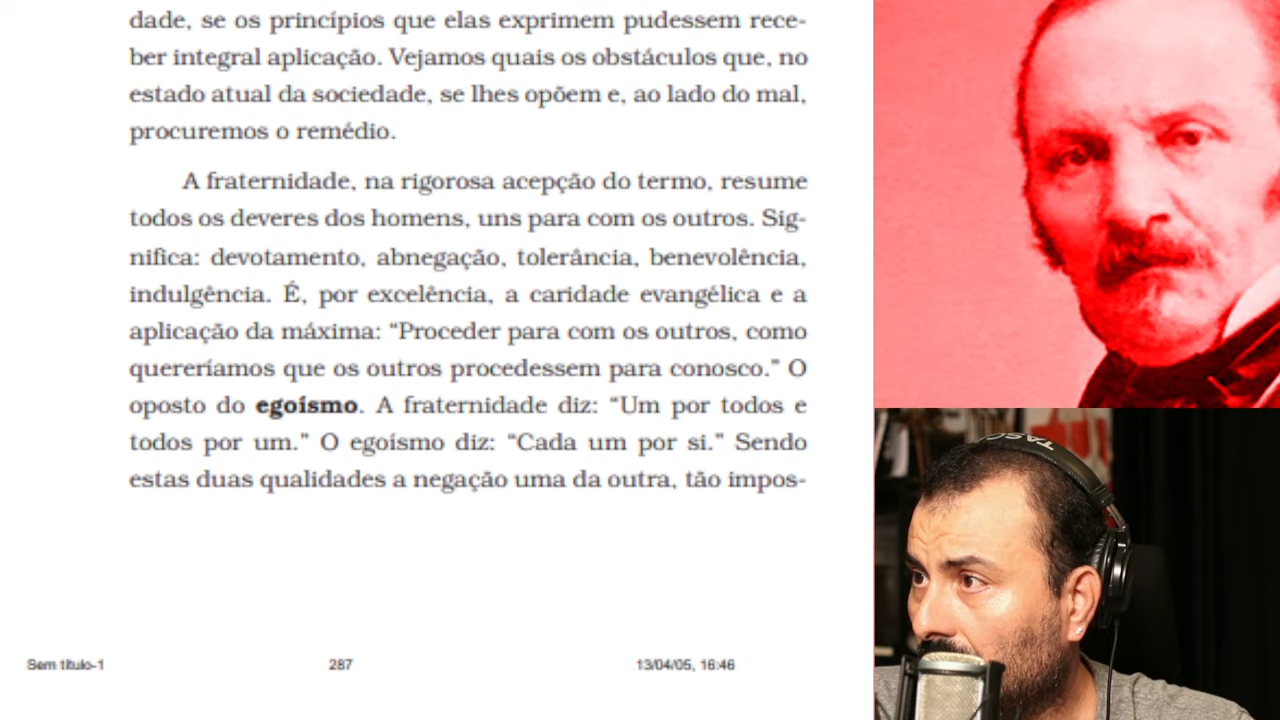 dade, se os princípios que elas exprimem pudessem rece-
ber integral aplicação. Vejamos quais os obstáculos que, no
estado atual da sociedade, se lhes opõem e, ao lado do mal,
procuremos o remédio.
A fraternidade, na rigorosa acepção do termo, resume
todos os deveres dos homens, uns para com os outros. Sig-
nifica: devotamento, abnegação, tolerância, benevolência,
indulgência. É, por excelência, a caridade evangélica e a
aplicação da máxima: “Proceder para com os outros, como
quereríamos que os outros procedessem para conosco.” O
oposto do egoísmo. A fraternidade diz: “Um por todos e
todos por um.” O egoísmo diz: “Cada um por si.” Sendo
estas duas qualidades a negação uma da outra, tão impos-
Sem título-1 287 13/04/05, 16:46